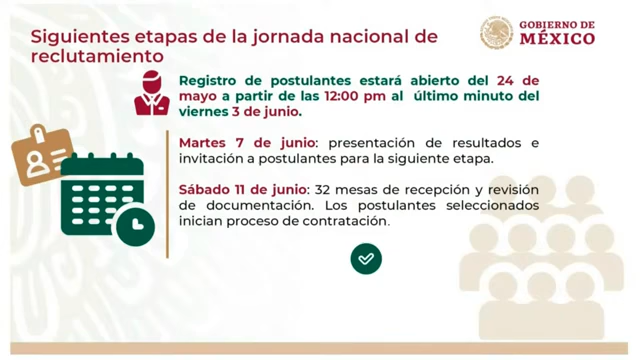 Siguientes etapas de la jornada nacional de
reclutamiento
GOBIERNO DE
MÉXICO
Registro de postulantes estará abierto del 24 de
mayo a partir de las 12:00 pm al último minuto del
viernes 3 de junio.
Martes 7 de junio: presentación de resultados e
invitación a postulantes para la siguiente etapa.
Sábado 11 de junio: 32 mesas de recepción y revisión
de documentación. Los postulantes seleccionados
inician proceso de contratación.